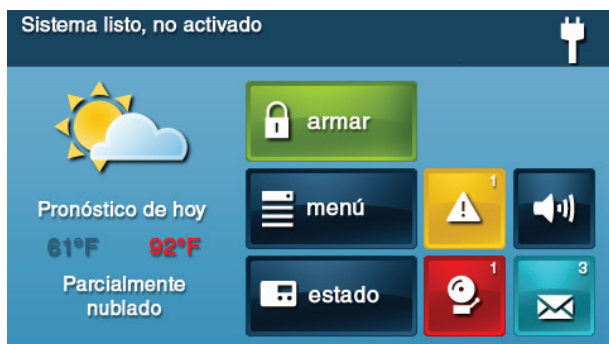 Sistema listo, no activado
armar
Pronóstico de hoy
61°F 92°F
Parcialmente
nublado
menú
1
estado
1
3